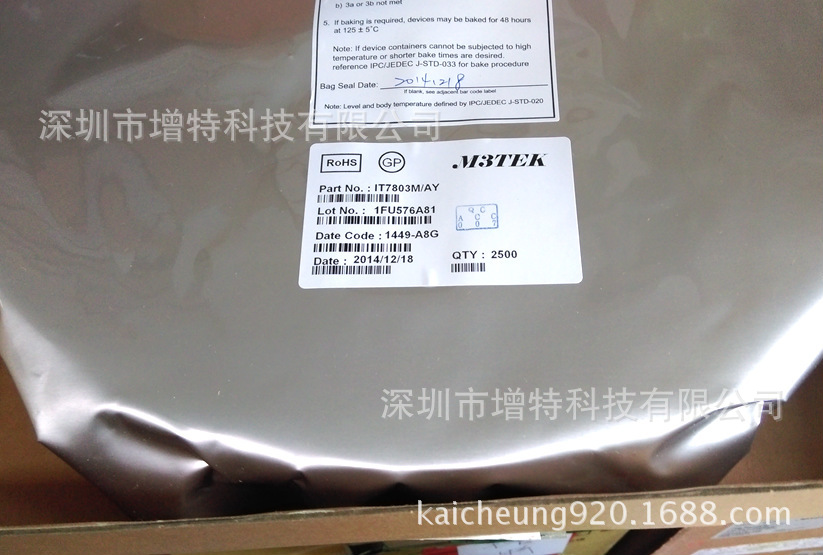 b) 3a or 3b not met
5. If baking is required, devices may be baked for 48 hours
at 125 ± 5°C
Note: If device containers cannot be subjected to high
temperature or shorter bake times are desired.
reference IPC/JEDEC J-STD-033 for bake procedure
Bag Seal Date: 20141218
If blank, see adjacent bar code label
Note: Level and body temperature defined by IPC/JEDEC J-STD-020
深圳市增特科技有限公司
RoHS GP M3TEK
Part No. : IT7803M/AY
Lot No. : 1FU576A81
Q C
A C C
0 0 7
Date Code : 1449-A8G
Date : 2014/12/18 QTY : 2500
深圳市增特科技有限公司
kaicheung920.1688.com